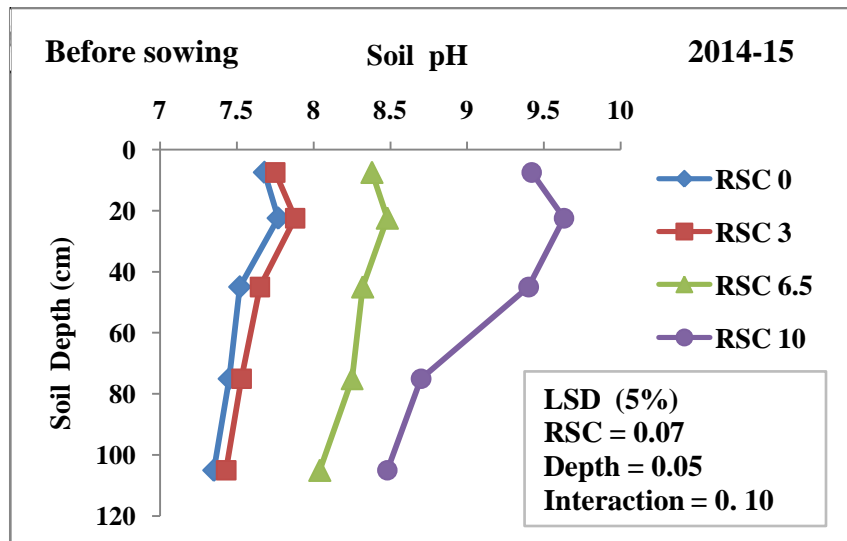 Before sowing Soil pH 2014-15
7 7.5 8 8.5 9 9.5 10
0
20
40
60
80
100
120
Soil Depth (cm)
RSC 0
RSC 3
RSC 6.5
RSC 10
LSD (5%)
RSC = 0.07
Depth = 0.05
Interaction = 0. 10